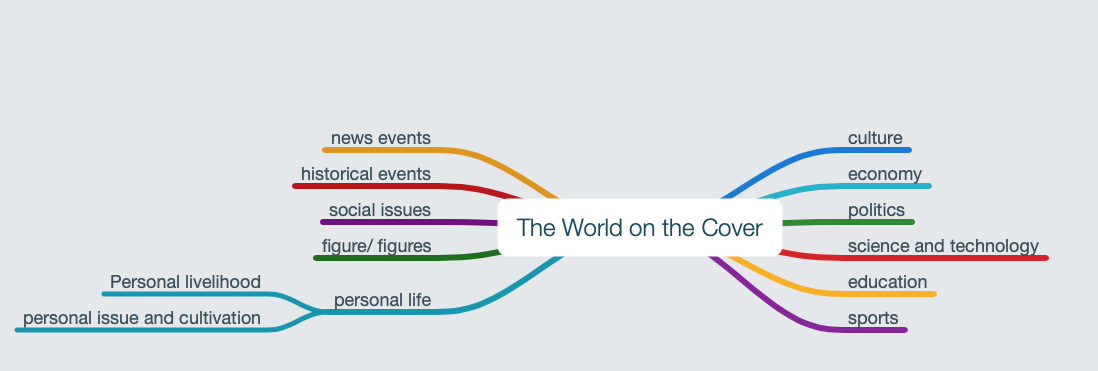 The World on the Cover
news events
historical events
social issues
figure/ figures
personal life
Personal livelihood
personal issue and cultivation
culture
economy
politics
science and technology
education
sports